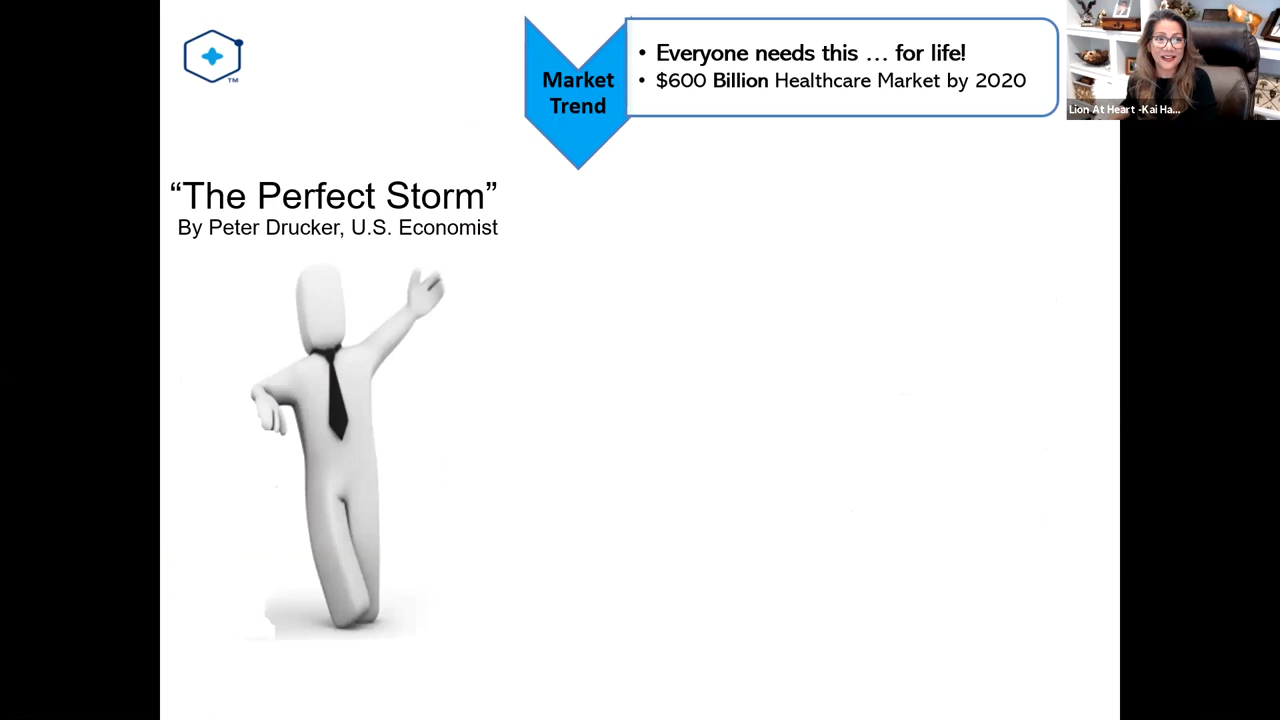 TM
Market
Trend
• Everyone needs this … for life!
• $600 Billion Healthcare Market by 2020
Lion At Heart -Kai Ha...
“The Perfect Storm”
By Peter Drucker, U.S. Economist